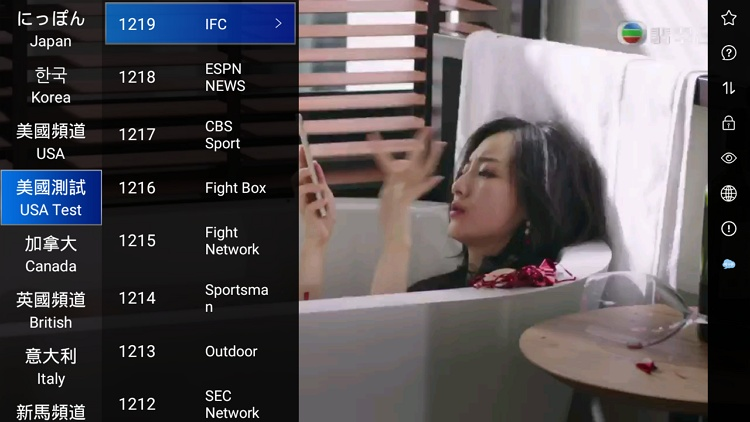 にっぽん
Japan
한국
Korea
美國頻道
USA
美國測試
USA Test
加拿大
Canada
英國頻道
British
意大利
Italy
新馬頻道
1219 IFC
1218 ESPN
NEWS
1217 CBS
Sport
1216 Fight Box
1215 Fight
Network
1214 Sportsma
n
1213 Outdoor
1212 SEC
Network